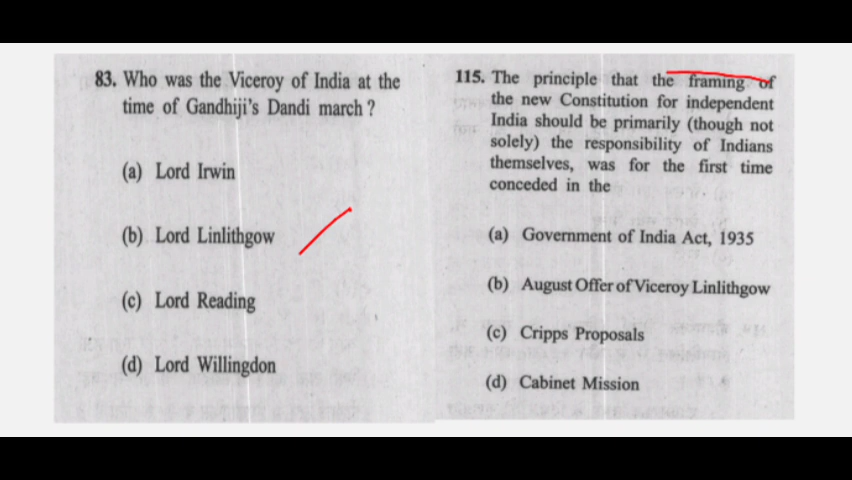 83. Who was the Viceroy of India at the
time of Gandhiji's Dandi march ?
(a) Lord Irwin
(b) Lord Linlithgow
(c) Lord Reading
(d) Lord Willingdon
115. The principle that the framing of
the new Constitution for independent
India should be primarily (though not
solely) the responsibility of Indians
themselves, was for the first time
conceded in the
(a) Government of India Act, 1935
(b) August Offer of Viceroy Linlithgow
(c) Cripps Proposals
(d) Cabinet Mission